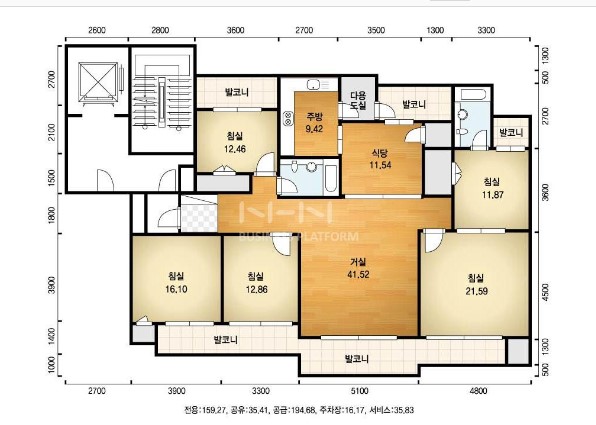 2600 2800 3600 2700 3500 1300 3300
2700
2100
1500
1800
3900
1400
1000
1300
500
2700
3600
4500
1300
500
발코니
다용
도실
발코니
주방
9.42
침실
12.46
식당
11.54
발코니
침실
11.87
N-HN
BUSINESS PLATFORM
침실
16.10
침실
12.86
거실
41.52
침실
21.59
발코니
발코니
2700 3900 3300 5100 4800
전용:159.27, 공유:35.41, 공급:194.68, 주차장:16.17, 서비스:35.83